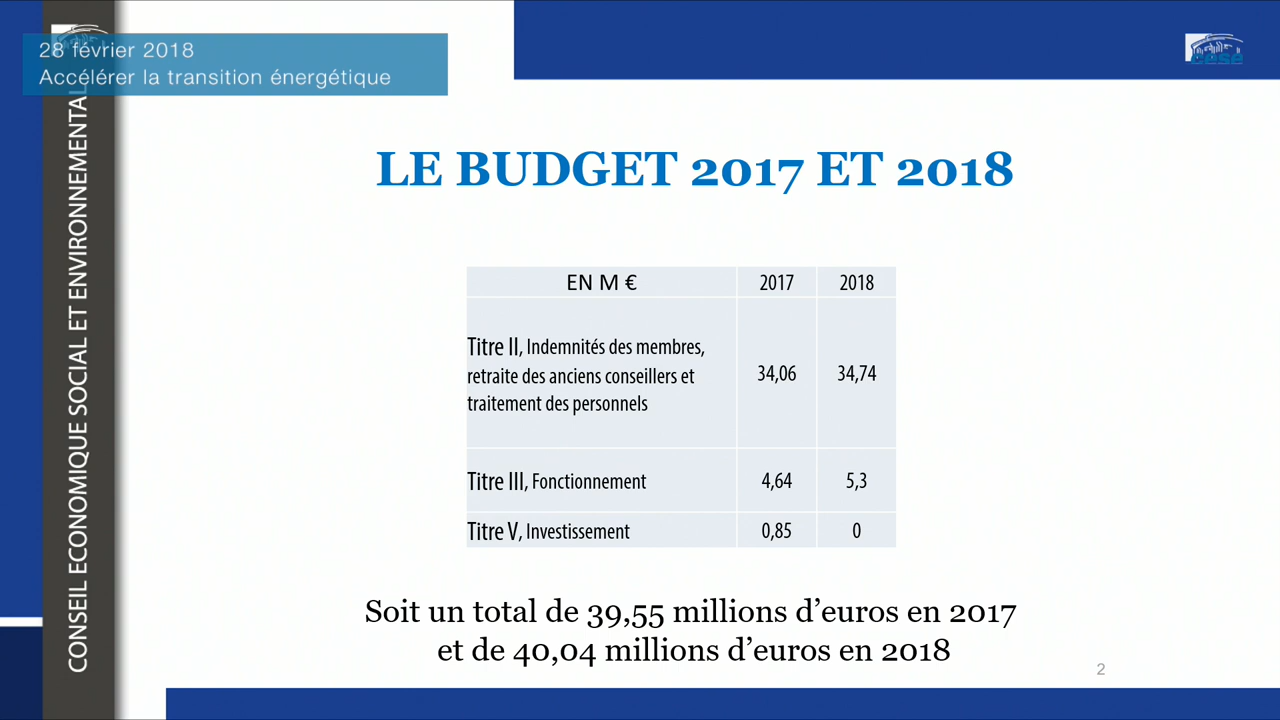 28 février 2018
Accélérer la transition énergétique
cese
CONSEIL ECONOMIQUE SOCIAL ET ENVIRONNEMENTAL
LE BUDGET 2017 ET 2018
EN M € 2017 2018
Titre II, Indemnités des membres,
retraite des anciens conseillers et
traitement des personnels
34,06 34,74
Titre III, Fonctionnement 4,64 5,3
Titre V, Investissement 0,85 0
Soit un total de 39,55 millions d’euros en 2017
et de 40,04 millions d’euros en 2018
2